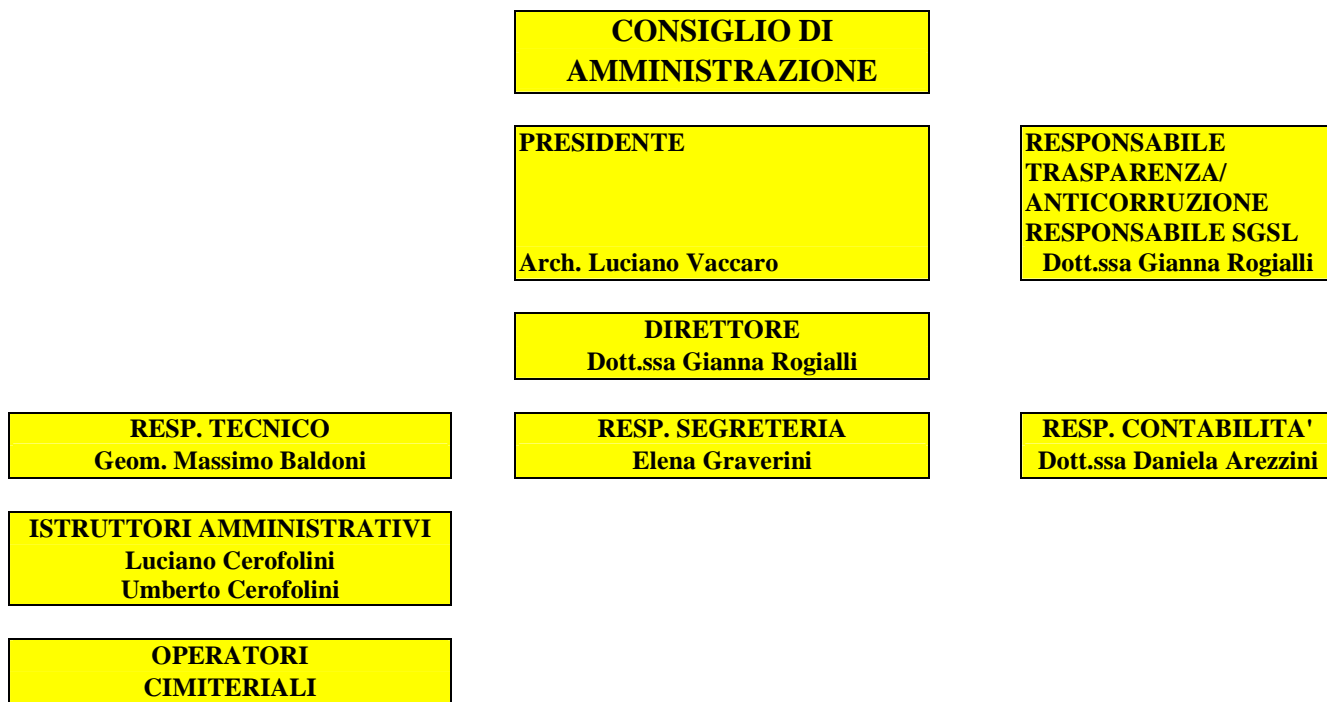 CONSIGLIO DI
AMMINISTRAZIONE
PRESIDENTE
Arch. Luciano Vaccaro
RESPONSABILE
TRASPARENZA/
ANTICORRUZIONE
RESPONSABILE SGSL
Dott.ssa Gianna Rogialli
DIRETTORE
Dott.ssa Gianna Rogialli
RESP. TECNICO
Geom. Massimo Baldoni
RESP. SEGRETERIA
Elena Graverini
RESP. CONTABILITA'
Dott.ssa Daniela Arezzini
ISTRUTTORI AMMINISTRATIVI
Luciano Cerofolini
Umberto Cerofolini
OPERATORI
CIMITERIALI